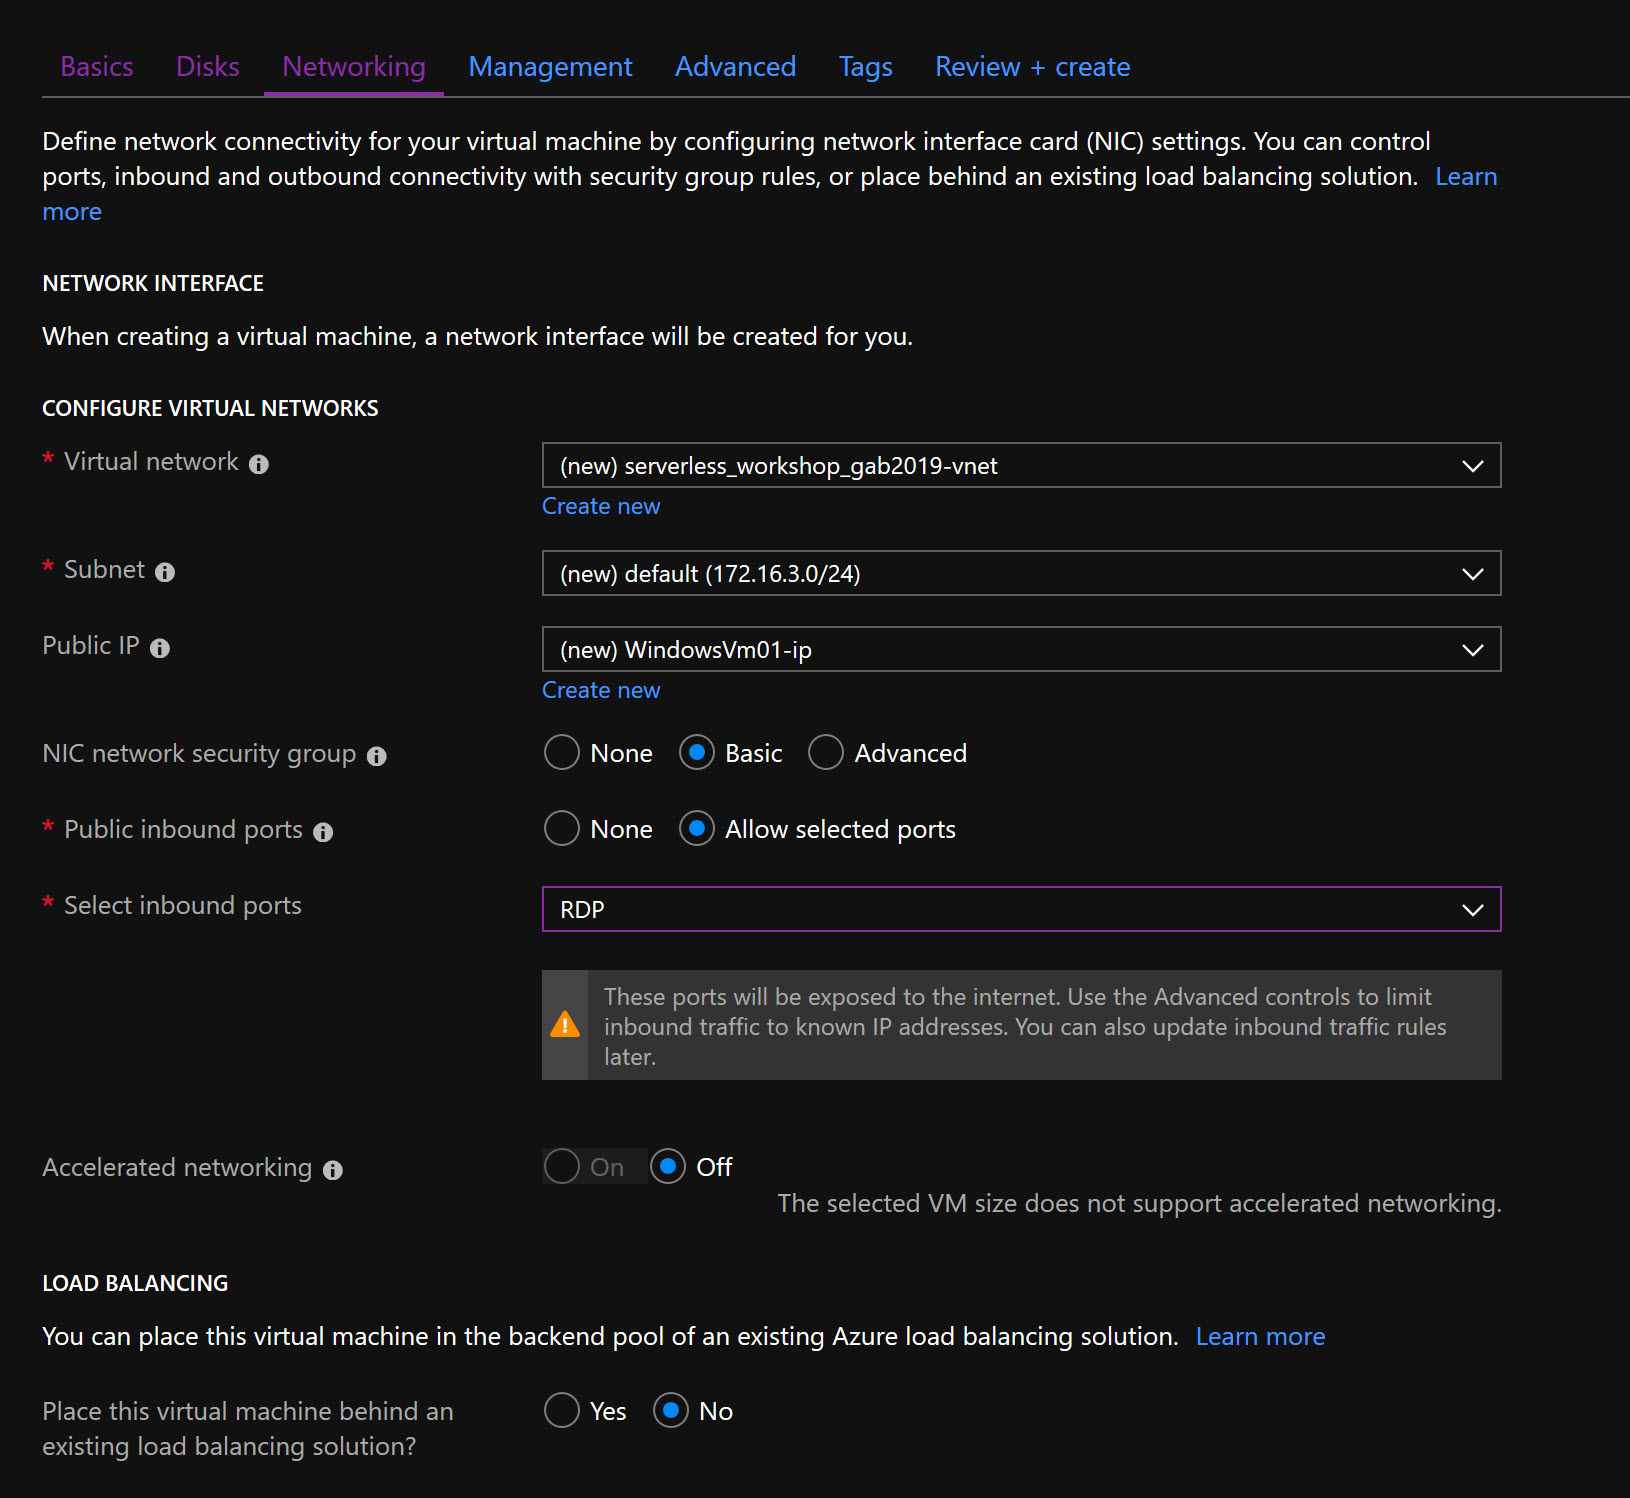 Basics Disks Networking Management Advanced Tags Review + create
Define network connectivity for your virtual machine by configuring network interface card (NIC) settings. You can control
ports, inbound and outbound connectivity with security group rules, or place behind an existing load balancing solution. Learn
more
NETWORK INTERFACE
When creating a virtual machine, a network interface will be created for you.
CONFIGURE VIRTUAL NETWORKS
* Virtual network (new) serverless_workshop_gab2019-vnet
Create new
* Subnet (new) default (172.16.3.0/24)
Public IP (new) WindowsVm01-ip
Create new
NIC network security group None Basic Advanced
* Public inbound ports None Allow selected ports
* Select inbound ports RDP
These ports will be exposed to the internet. Use the Advanced controls to limit
inbound traffic to known IP addresses. You can also update inbound traffic rules
later.
Accelerated networking On Off
The selected VM size does not support accelerated networking.
LOAD BALANCING
You can place this virtual machine in the backend pool of an existing Azure load balancing solution. Learn more
Place this virtual machine behind an
existing load balancing solution?
Yes No